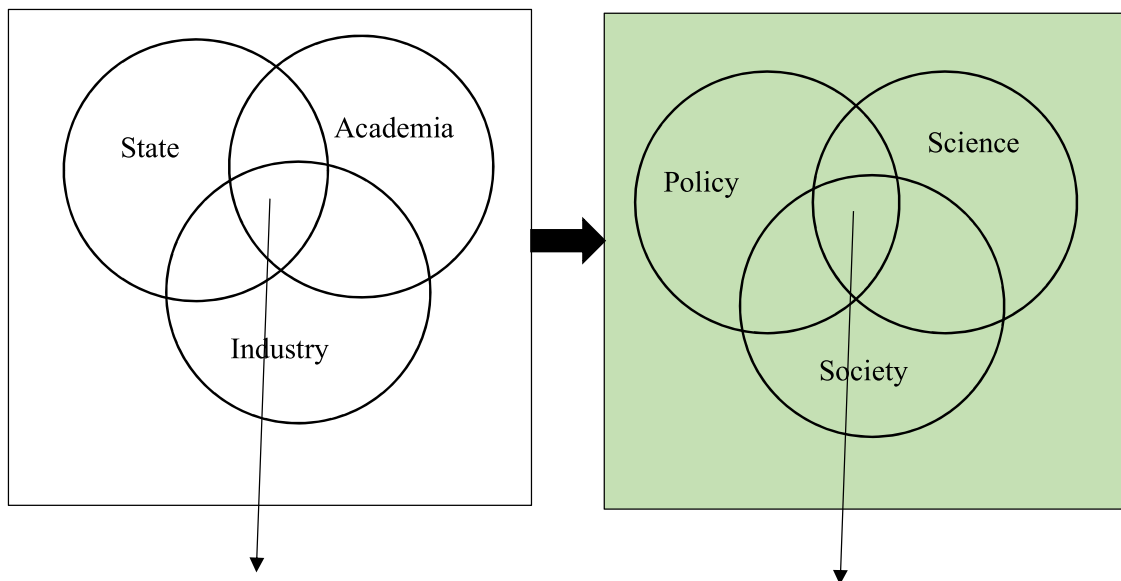 State
Academia
Industry
Policy
Science
Society